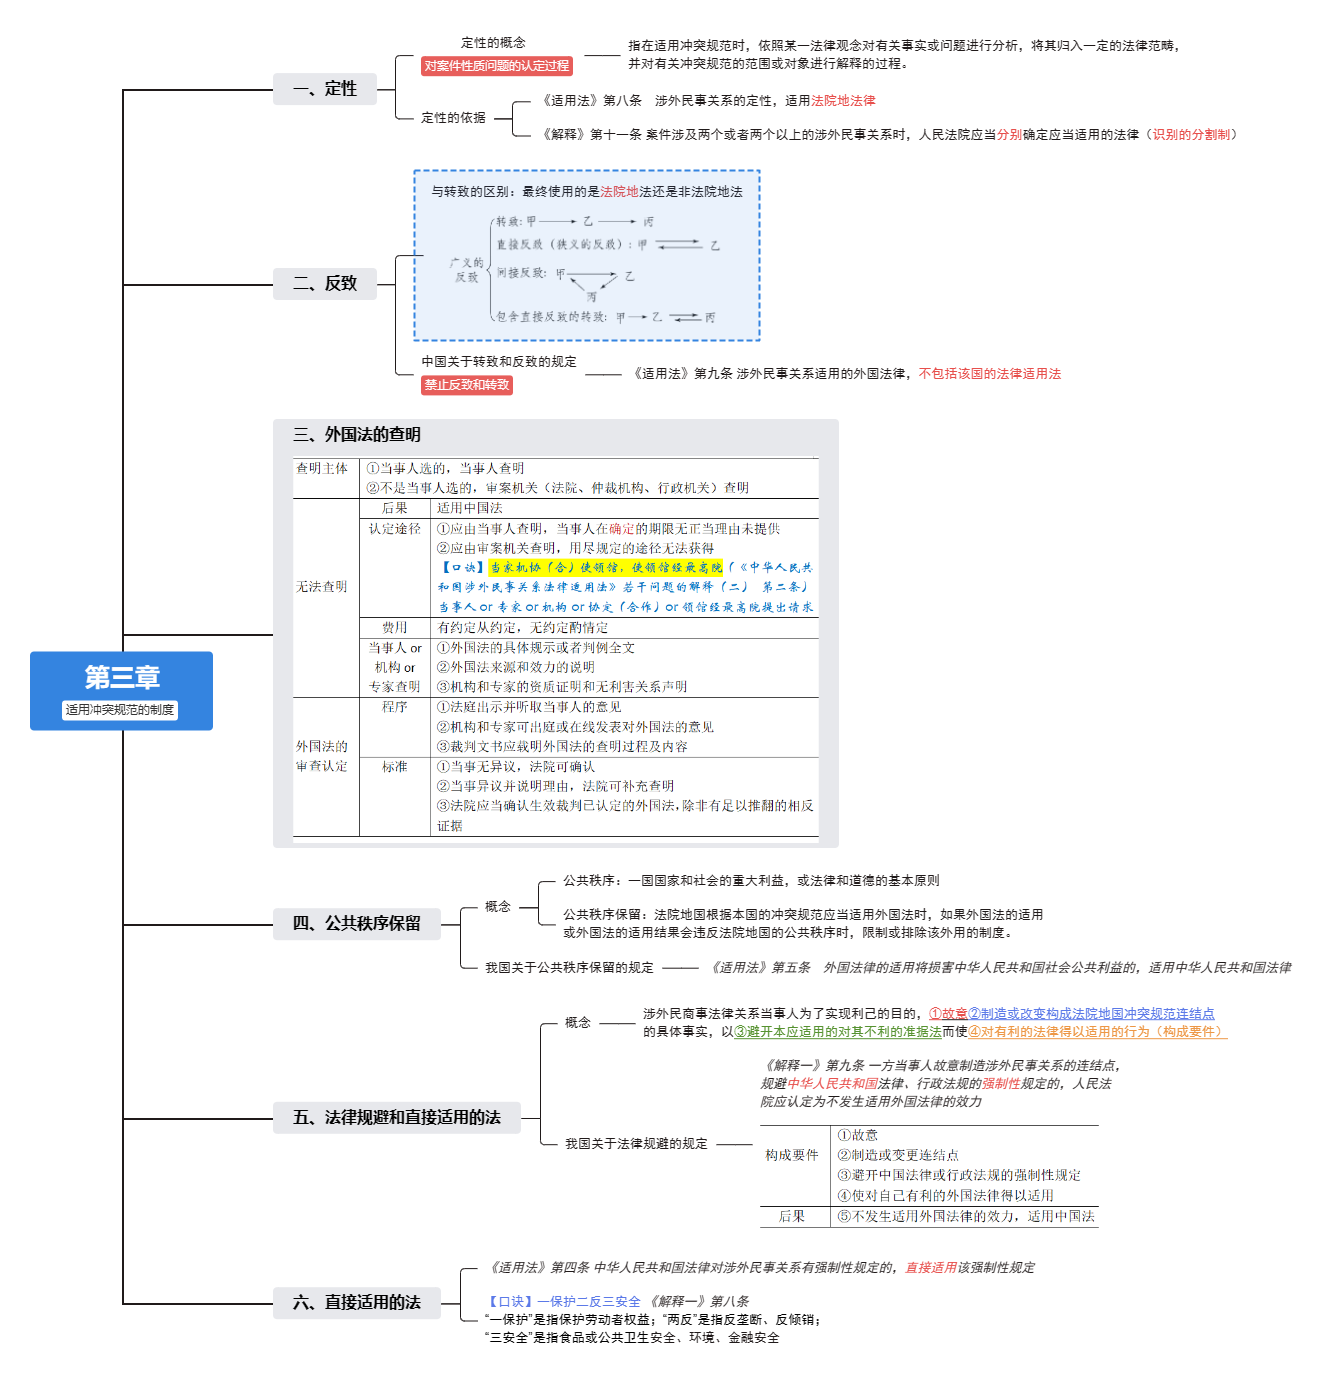 第三章
适用冲突规范的制度
一、定性
定性的概念
对案件性质问题的认定过程
指在适用冲突规范时，依照某一法律观念对有关事实或问题进行分析，将其归入一定的法律范畴，
并对有关冲突规范的范围或对象进行解释的过程。
定性的依据
《适用法》第八条　涉外民事关系的定性，适用法院地法律
《解释》第十一条 案件涉及两个或者两个以上的涉外民事关系时，人民法院应当分别确定应当适用的法律（识别的分割制）
二、反致
与转致的区别：最终使用的是法院地法还是非法院地法
广义的
反致
转致: 甲 乙 丙
直接反致（狭义的反致）: 甲 乙
间接反致: 甲 乙
丙
包含直接反致的转致: 甲 乙 丙
中国关于转致和反致的规定
禁止反致和转致
《适用法》第九条 涉外民事关系适用的外国法律，不包括该国的法律适用法
三、外国法的查明
查明主体
①当事人选的，当事人查明
②不是当事人选的，审案机关（法院、仲裁机构、行政机关）查明
无法查明
后果
适用中国法
认定途径
①应由当事人查明，当事人在确定的期限无正当理由未提供
②应由审案机关查明，用尽规定的途径无法获得
【口诀】当家机协（合）使领馆，使领馆经最高院（《中华人民共
和国涉外民事关系法律适用法》若干问题的解释（二） 第二条）
当事人 or 专家 or 机构 or 协定（合作）or 领馆经最高院提出请求
费用
有约定从约定，无约定酌情定
当事人 or
机构 or
专家查明
①外国法的具体规示或者判例全文
②外国法来源和效力的说明
③机构和专家的资质证明和无利害关系声明
外国法的
审查认定
程序
①法庭出示并听取当事人的意见
②机构和专家可出庭或在线发表对外国法的意见
③裁判文书应载明外国法的查明过程及内容
标准
①当事无异议，法院可确认
②当事异议并说明理由，法院可补充查明
③法院应当确认生效裁判已认定的外国法，除非有足以推翻的相反
证据
四、公共秩序保留
概念
公共秩序：一国国家和社会的重大利益，或法律和道德的基本原则
公共秩序保留：法院地国根据本国的冲突规范应当适用外国法时，如果外国法的适用
或外国法的适用结果会违反法院地国的公共秩序时，限制或排除该外用的制度。
我国关于公共秩序保留的规定
《适用法》第五条　外国法律的适用将损害中华人民共和国社会公共利益的，适用中华人民共和国法律
五、法律规避和直接适用的法
概念
涉外民商事法律关系当事人为了实现利己的目的，①故意②制造或改变构成法院地国冲突规范连结点
的具体事实，以③避开本应适用的对其不利的准据法而使④对有利的法律得以适用的行为（构成要件）
我国关于法律规避的规定
《解释一》第九条 一方当事人故意制造涉外民事关系的连结点，
规避中华人民共和国法律、行政法规的强制性规定的，人民法
院应认定为不发生适用外国法律的效力
构成要件
①故意
②制造或变更连结点
③避开中国法律或行政法规的强制性规定
④使对自己有利的外国法律得以适用
后果
⑤不发生适用外国法律的效力，适用中国法
六、直接适用的法
《适用法》第四条 中华人民共和国法律对涉外民事关系有强制性规定的，直接适用该强制性规定
【口诀】一保护二反三安全 《解释一》第八条
“一保护”是指保护劳动者权益；“两反”是指反垄断、反倾销；
“三安全”是指食品或公共卫生安全、环境、金融安全